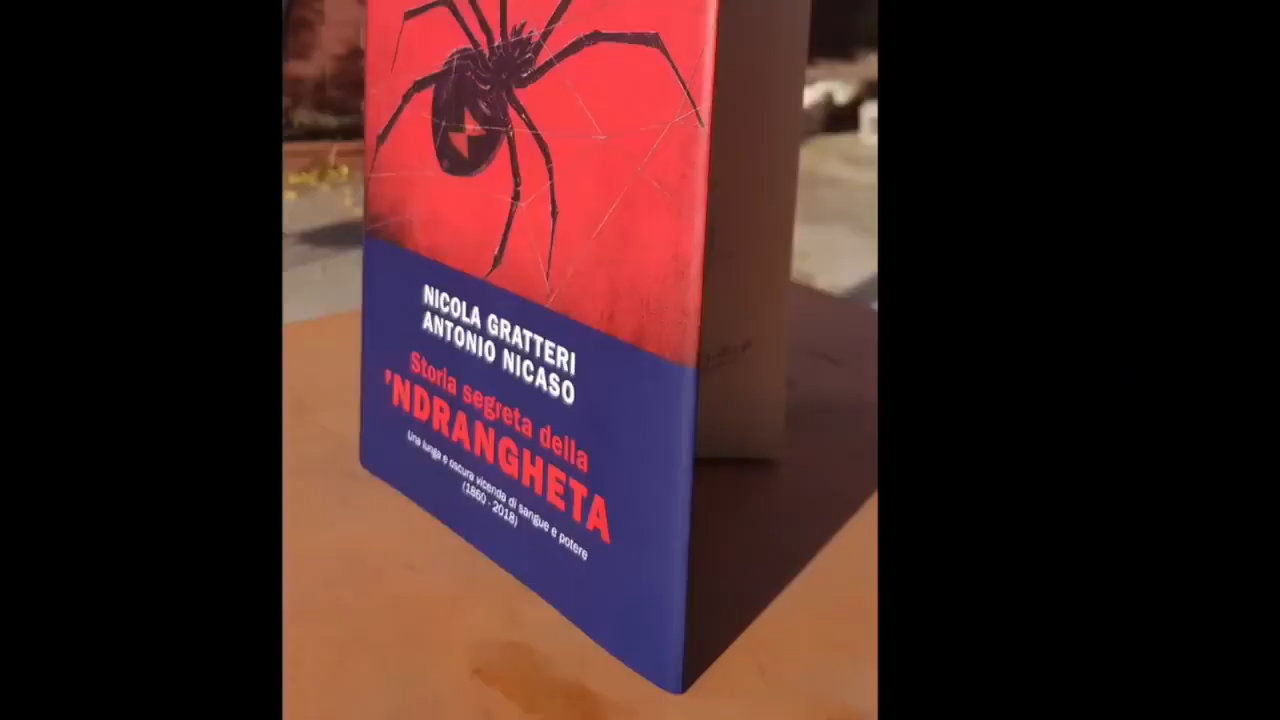 NICOLA GRATTERI
ANTONIO NICASO
Storia segreta della
'NDRANGHETA
Una lunga e oscura vicenda di sangue e potere
(1860 - 2018)